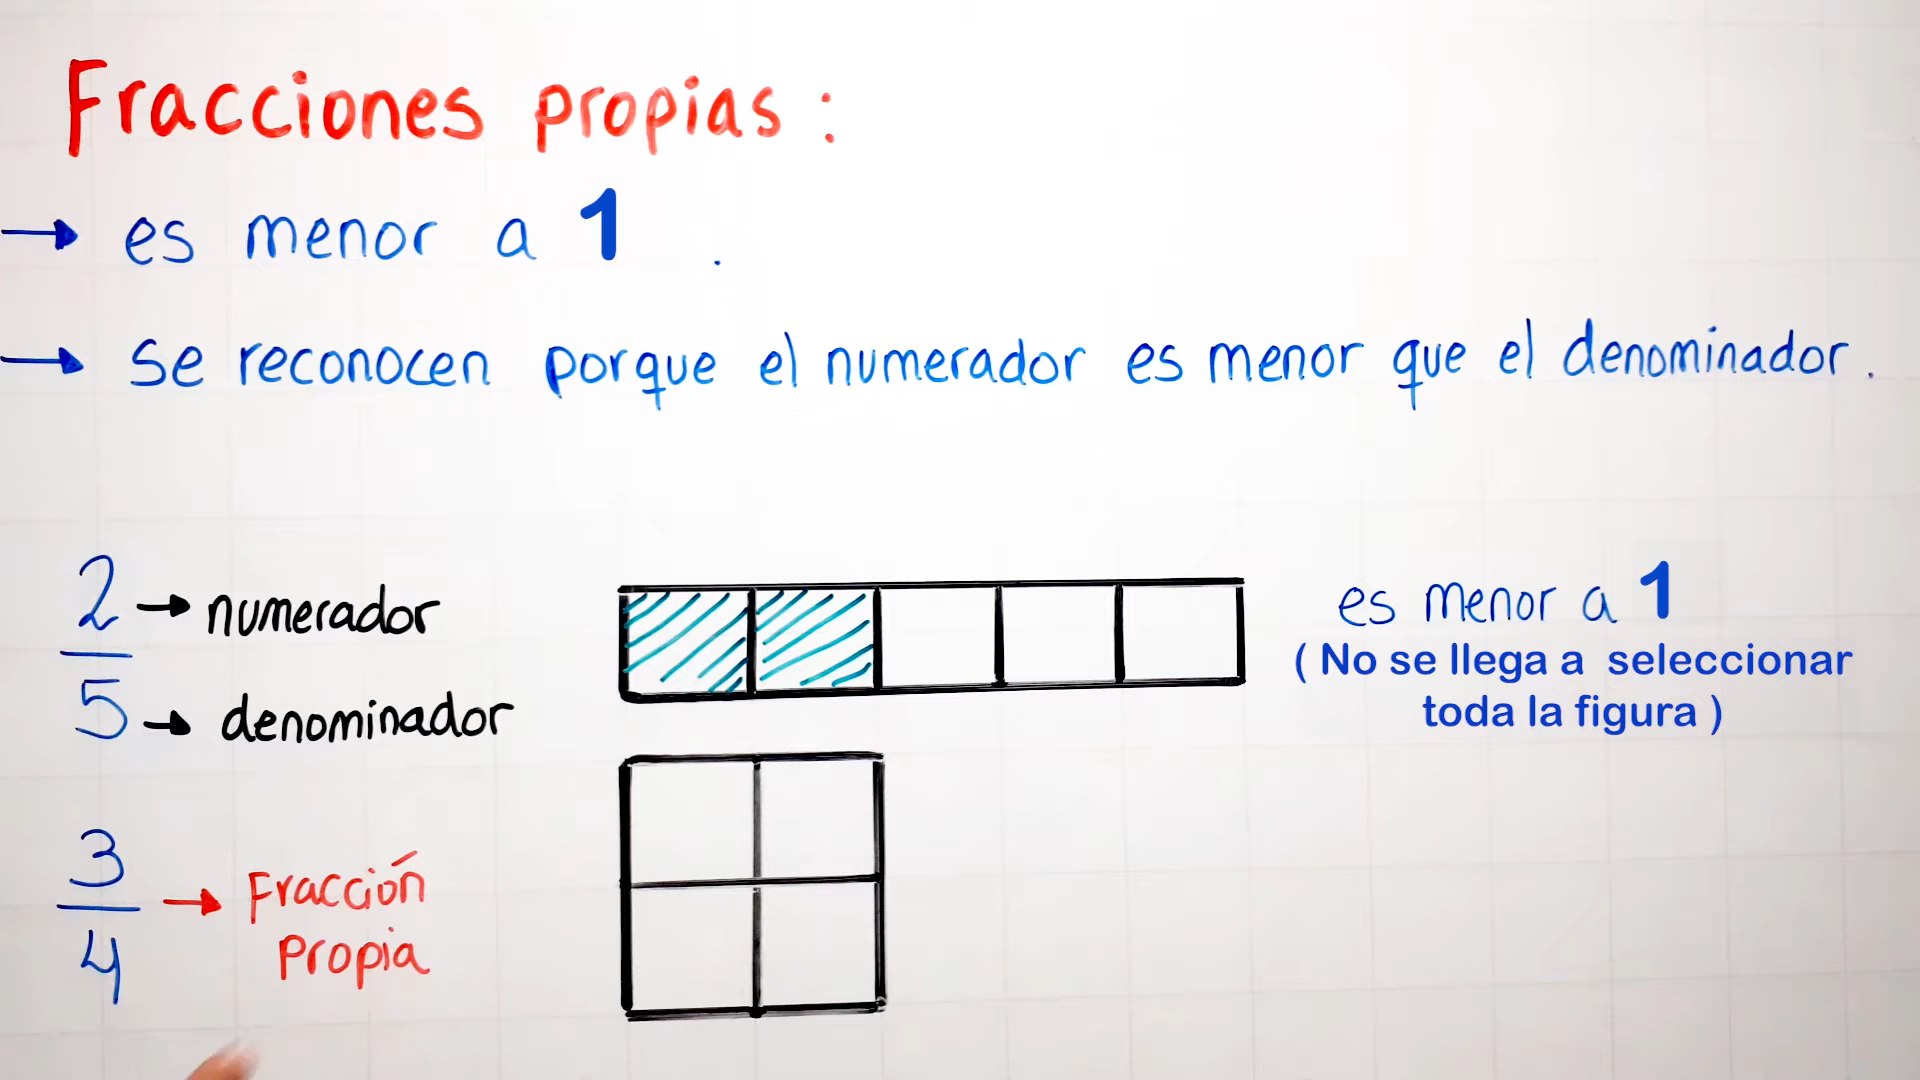 Fracciones propias:
→ es menor a 1 .
→ se reconocen porque el numerador es menor que el denominador.
2 → numerador
5 → denominador
es menor a 1
( No se llega a seleccionar
toda la figura )
3
4
→ Fracción
propia